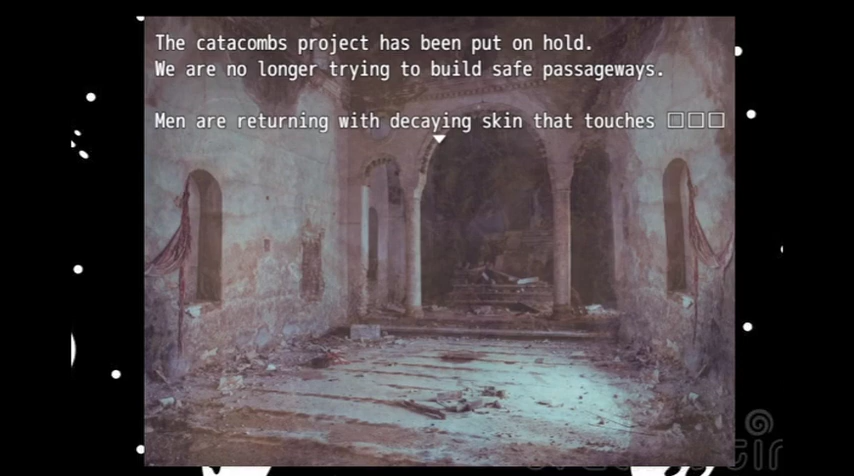 The catacombs project has been put on hold.
We are no longer trying to build safe passageways.
Men are returning with decaying skin that touches □□□